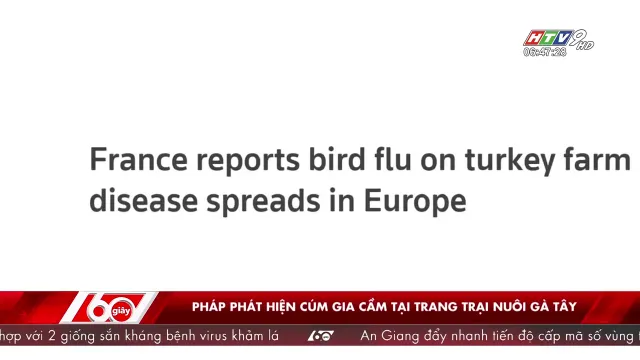 HTV9 HD
06:47:28
France reports bird flu on turkey farm
disease spreads in Europe
60 giây
PHÁP PHÁT HIỆN CÚM GIA CẦM TẠI TRANG TRẠI NUÔI GÀ TÂY
hợp với 2 giống sắn kháng bệnh virus khảm lá 60 An Giang đẩy nhanh tiến độ cấp mã số vùng